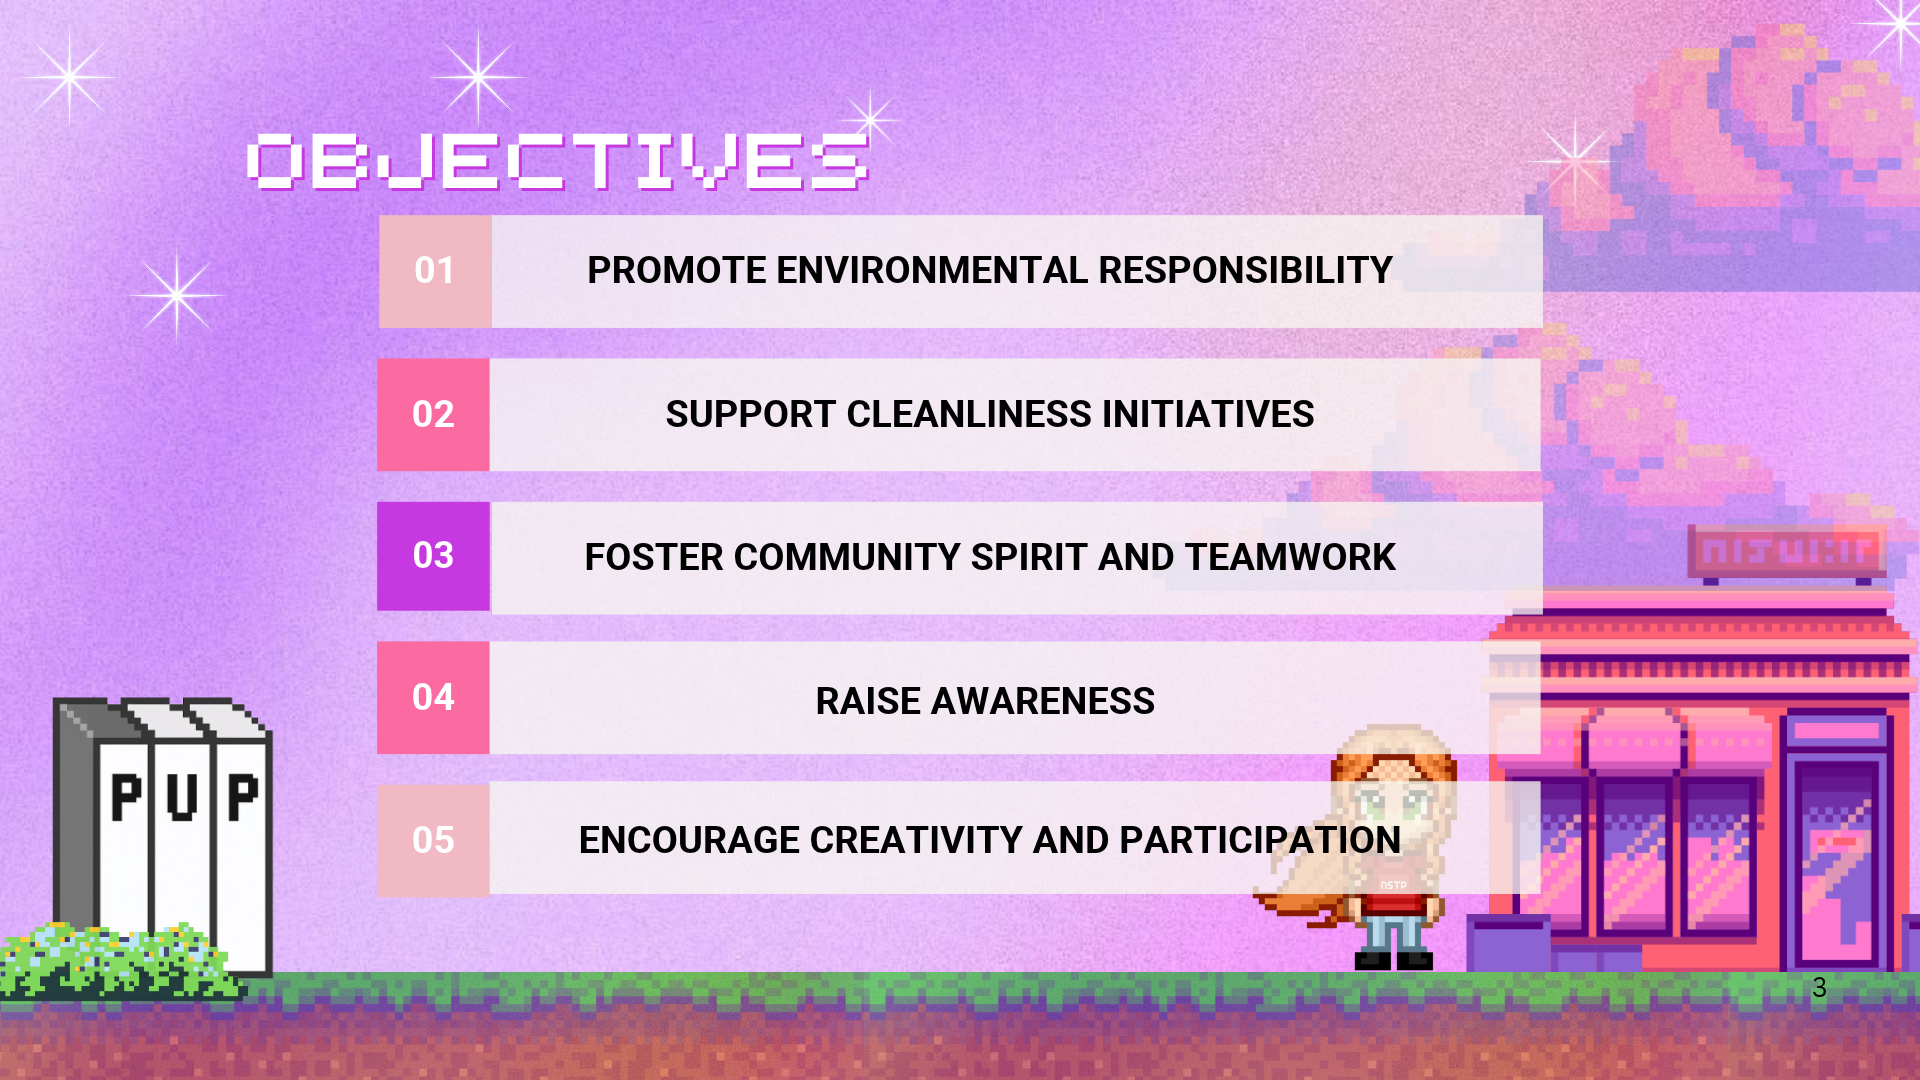 OBJECTIVES
01 PROMOTE ENVIRONMENTAL RESPONSIBILITY
02 SUPPORT CLEANLINESS INITIATIVES
03 FOSTER COMMUNITY SPIRIT AND TEAMWORK
04 RAISE AWARENESS
05 ENCOURAGE CREATIVITY AND PARTICIPATION
PUP
NSTP
3